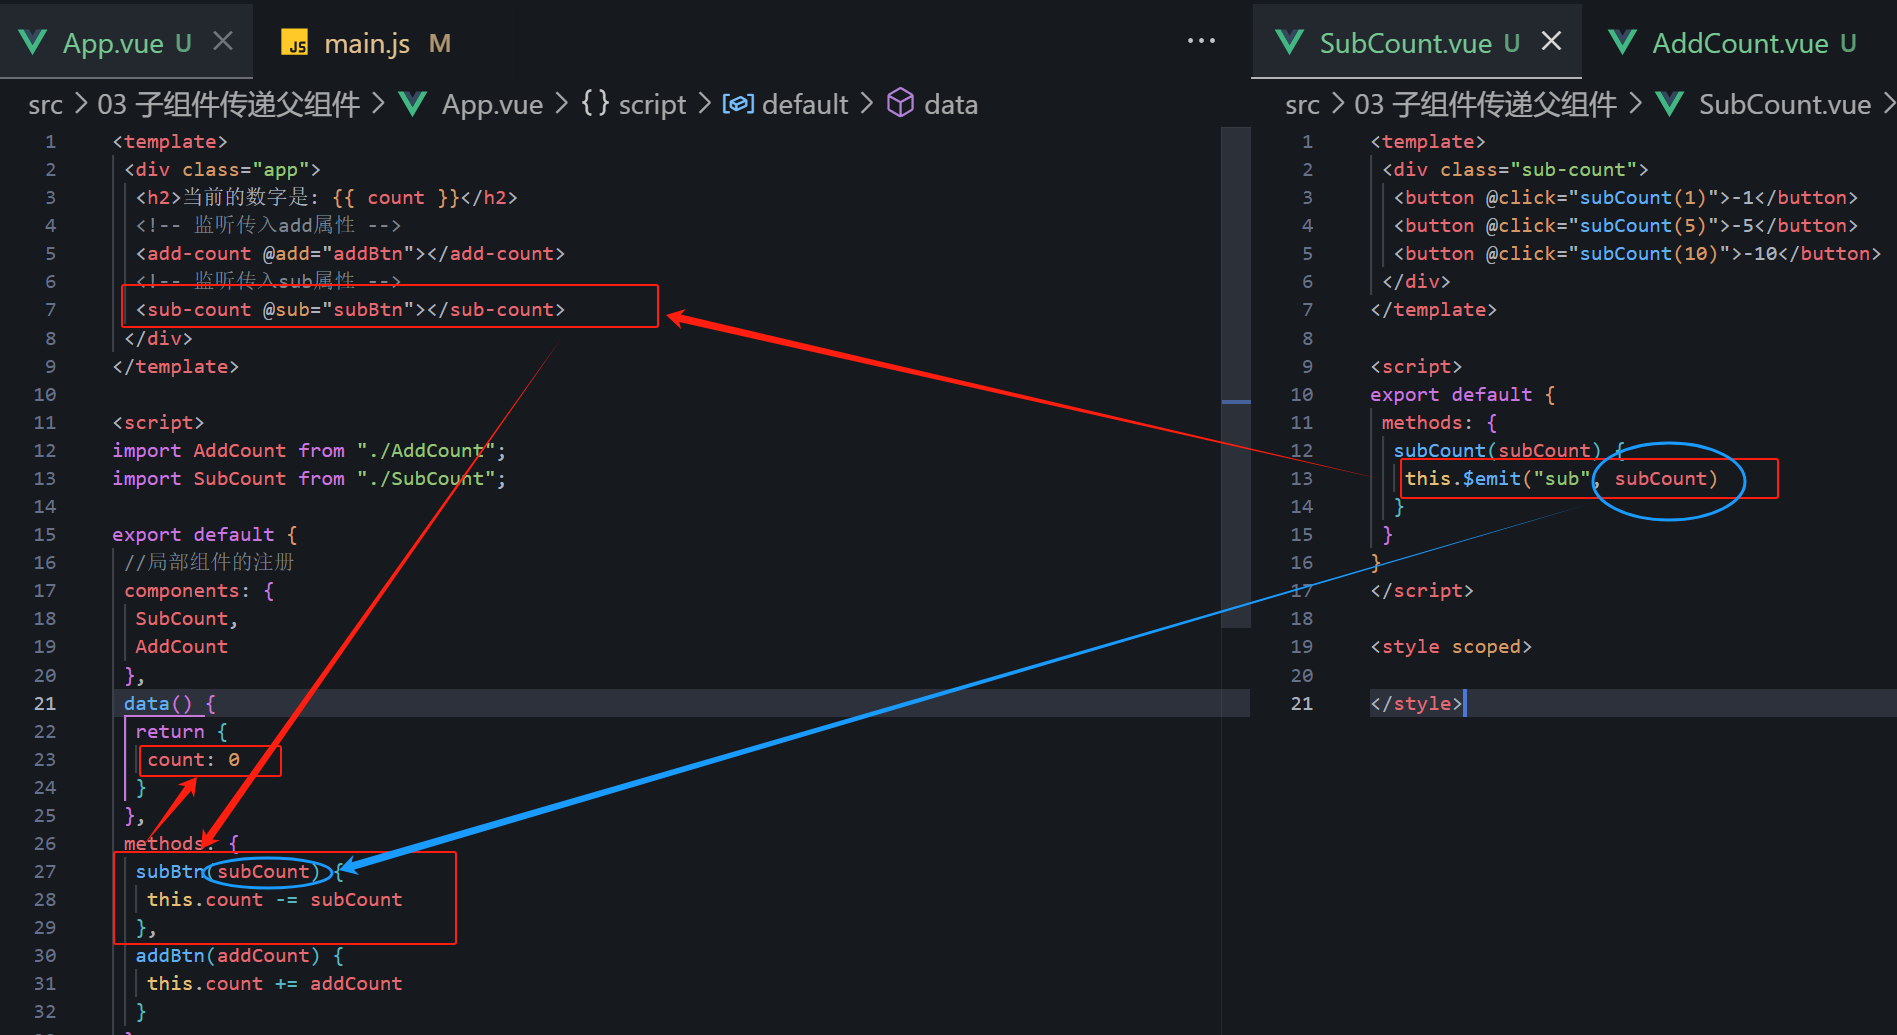 App.vue U
JS main.js M
src > 03 子组件传递父组件 > App.vue > {} script > default > data
1 <template>
2 <div class="app">
3 <h2>当前的数字是: {{ count }}</h2>
4 <!-- 监听传入add属性 -->
5 <add-count @add="addBtn"></add-count>
6 <!-- 监听传入sub属性 -->
7 <sub-count @sub="subBtn"></sub-count>
8 </div>
9 </template>
10
11 <script>
12 import AddCount from "./AddCount";
13 import SubCount from "./SubCount";
14
15 export default {
16 //局部组件的注册
17 components: {
18 SubCount,
19 AddCount
20 },
21 data() {
22 return {
23 count: 0
24 }
25 },
26 methods: {
27 subBtn(subCount) {
28 this.count -= subCount
29 },
30 addBtn(addCount) {
31 this.count += addCount
32 }
SubCount.vue U
AddCount.vue U
src > 03 子组件传递父组件 > SubCount.vue >
1 <template>
2 <div class="sub-count">
3 <button @click="subCount(1)">-1</button>
4 <button @click="subCount(5)">-5</button>
5 <button @click="subCount(10)">-10</button>
6 </div>
7 </template>
8
9 <script>
10 export default {
11 methods: {
12 subCount(subCount) {
13 this.$emit("sub", subCount)
14 }
15 }
16 }
17 </script>
18
19 <style scoped>
20
21 </style>